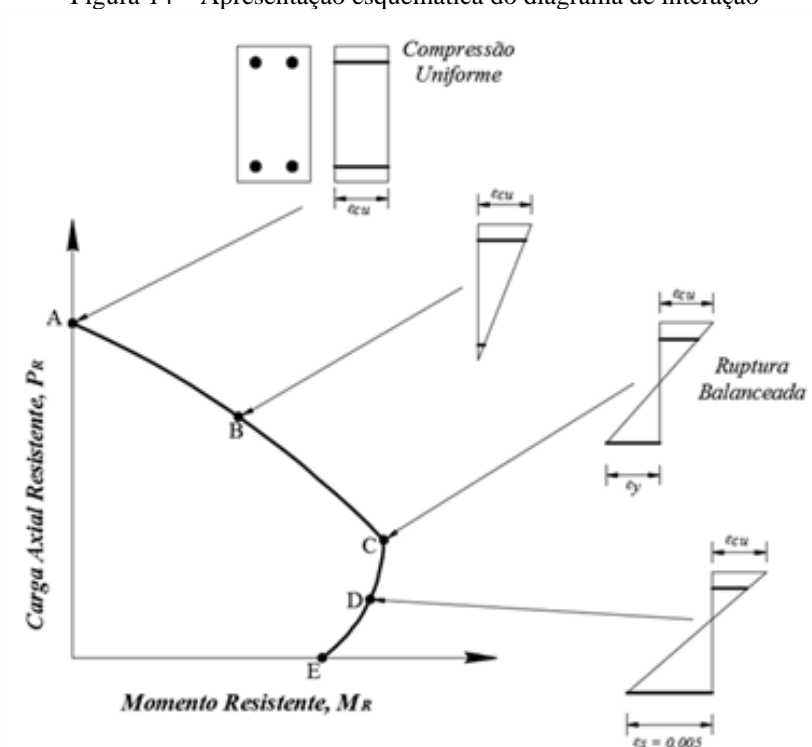 Figura 14 – Apresentação esquemática do diagrama de interação
Compressão
Uniforme
εcu
εcu
A
εcu
Ruptura
Balanceada
B
εy
C
εcu
D
E
Carga Axial Resistente, PR
Momento Resistente, MR
εs = 0.005